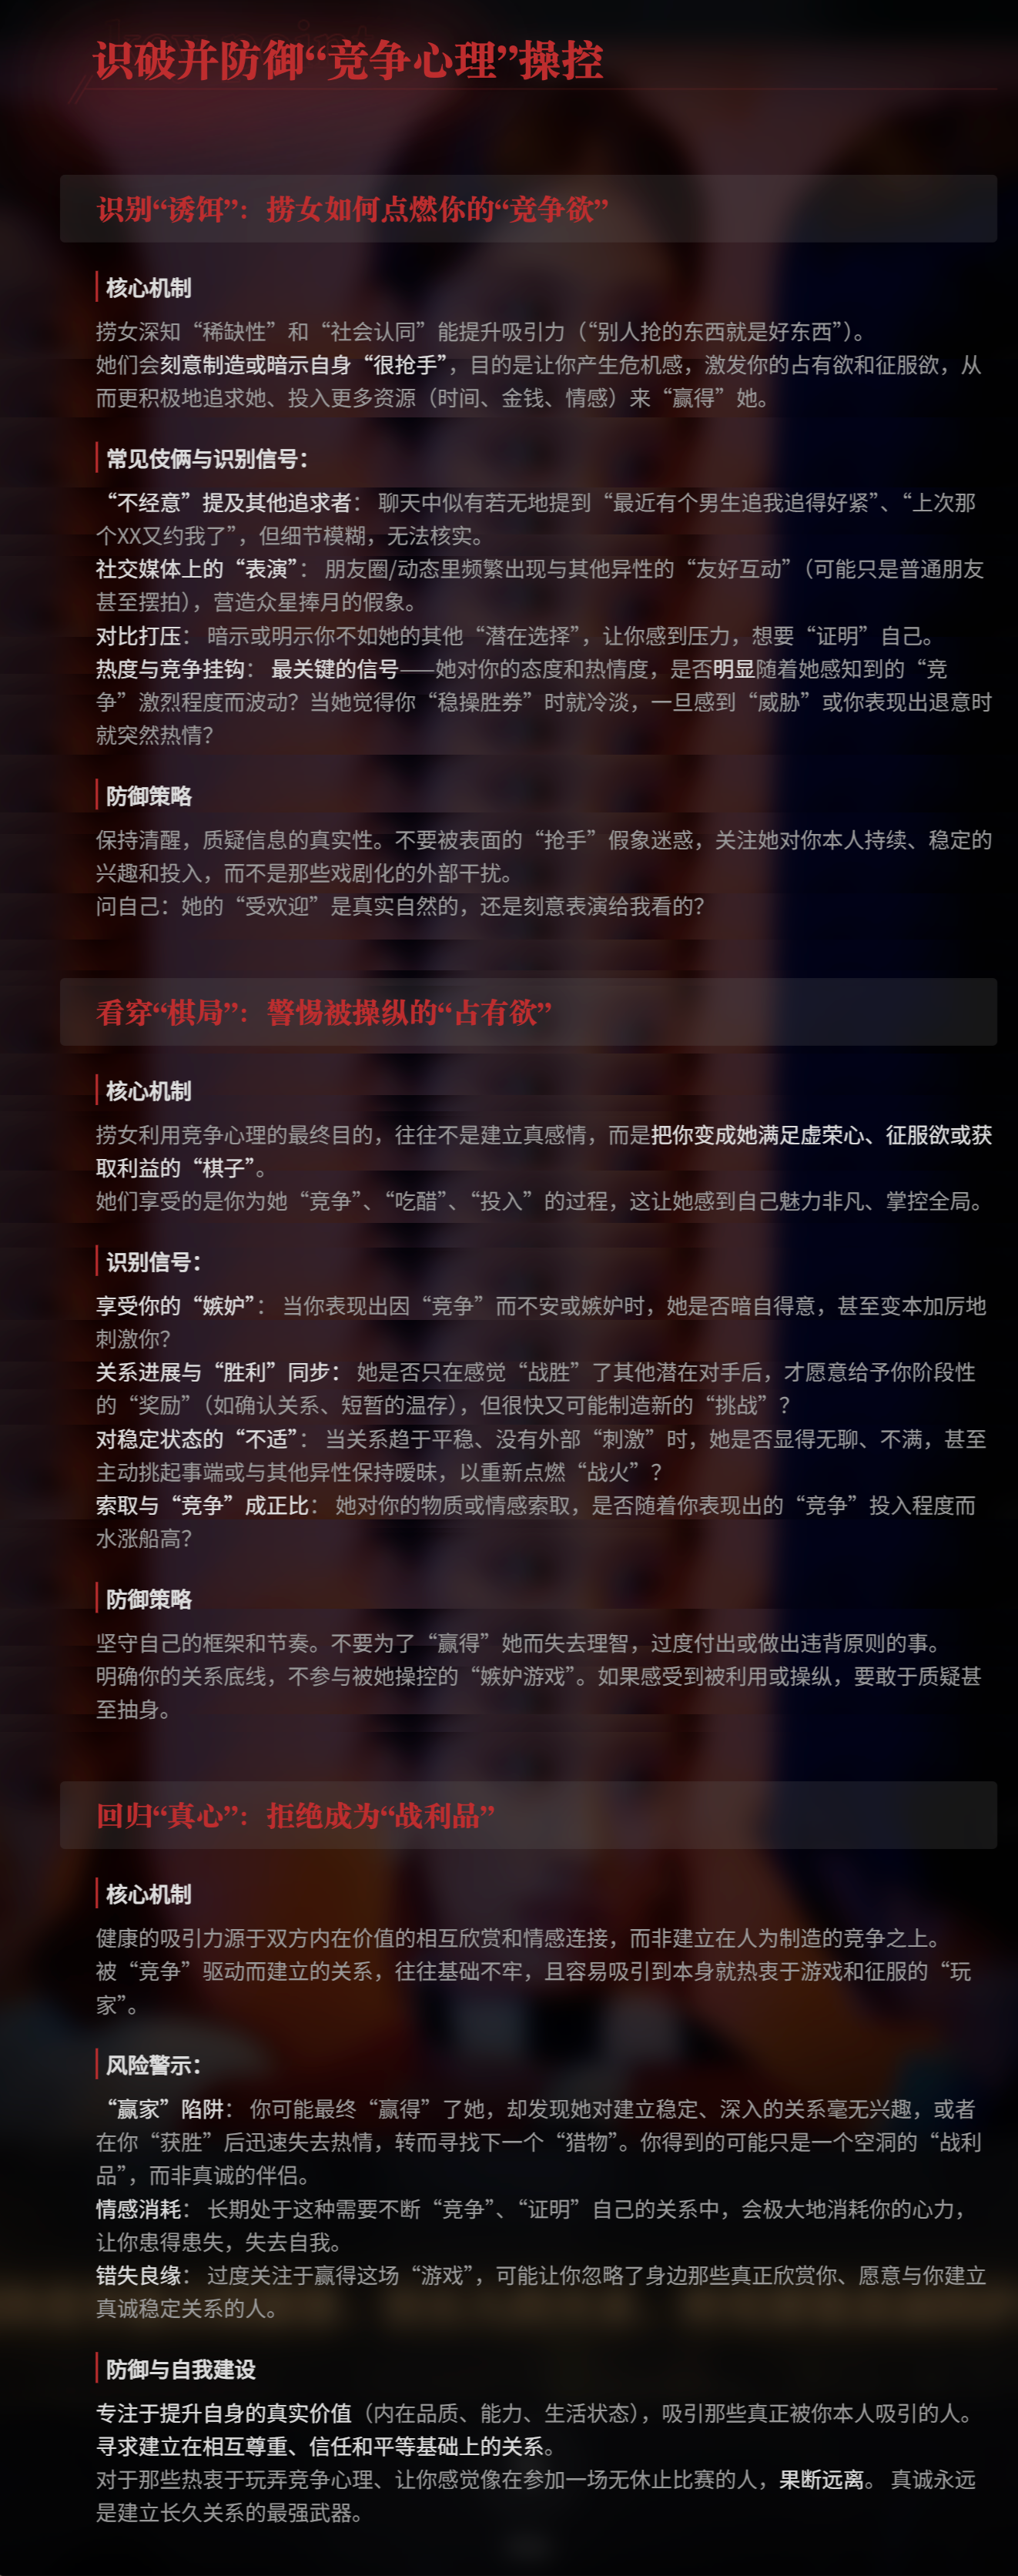 识破并防御“竞争心理”操控
识别“诱饵”：捞女如何点燃你的“竞争欲”
核心机制
捞女深知“稀缺性”和“社会认同”能提升吸引力（“别人抢的东西就是好东西”）。
她们会刻意制造或暗示自身“很抢手”，目的是让你产生危机感，激发你的占有欲和征服欲，从
而更积极地追求她、投入更多资源（时间、金钱、情感）来“赢得”她。
常见伎俩与识别信号：
“不经意”提及其他追求者： 聊天中似有若无地提到“最近有个男生追我追得好紧”、“上次那
个XX又约我了”，但细节模糊，无法核实。
社交媒体上的“表演”： 朋友圈/动态里频繁出现与其他异性的“友好互动”（可能只是普通朋友
甚至摆拍），营造众星捧月的假象。
对比打压： 暗示或明示你不如她的其他“潜在选择”，让你感到压力，想要“证明”自己。
热度与竞争挂钩： 最关键的信号——她对你的态度和热情度，是否明显随着她感知到的“竞
争”激烈程度而波动？当她觉得你“稳操胜券”时就冷淡，一旦感到“威胁”或你表现出退意时
就突然热情？
防御策略
保持清醒，质疑信息的真实性。不要被表面的“抢手”假象迷惑，关注她对你本人持续、稳定的
兴趣和投入，而不是那些戏剧化的外部干扰。
问自己：她的“受欢迎”是真实自然的，还是刻意表演给我看的？
看穿“棋局”：警惕被操纵的“占有欲”
核心机制
捞女利用竞争心理的最终目的，往往不是建立真感情，而是把你变成她满足虚荣心、征服欲或获
取利益的“棋子”。
她们享受的是你为她“竞争”、“吃醋”、“投入”的过程，这让她感到自己魅力非凡、掌控全局。
识别信号：
享受你的“嫉妒”： 当你表现出因“竞争”而不安或嫉妒时，她是否暗自得意，甚至变本加厉地
刺激你？
关系进展与“胜利”同步： 她是否只在感觉“战胜”了其他潜在对手后，才愿意给予你阶段性
的“奖励”（如确认关系、短暂的温存），但很快又可能制造新的“挑战”？
对稳定状态的“不适”： 当关系趋于平稳、没有外部“刺激”时，她是否显得无聊、不满，甚至
主动挑起事端或与其他异性保持暧昧，以重新点燃“战火”？
索取与“竞争”成正比： 她对你的物质或情感索取，是否随着你表现出的“竞争”投入程度而
水涨船高？
防御策略
坚守自己的框架和节奏。不要为了“赢得”她而失去理智，过度付出或做出违背原则的事。
明确你的关系底线，不参与被她操控的“嫉妒游戏”。如果感受到被利用或操纵，要敢于质疑甚
至抽身。
回归“真心”：拒绝成为“战利品”
核心机制
健康的吸引力源于双方内在价值的相互欣赏和情感连接，而非建立在人为制造的竞争之上。
被“竞争”驱动而建立的关系，往往基础不牢，且容易吸引到本身就热衷于游戏和征服的“玩
家”。
风险警示：
“赢家”陷阱： 你可能最终“赢得”了她，却发现她对建立稳定、深入的关系毫无兴趣，或者
在你“获胜”后迅速失去热情，转而寻找下一个“猎物”。你得到的可能只是一个空洞的“战利
品”，而非真诚的伴侣。
情感消耗： 长期处于这种需要不断“竞争”、“证明”自己的关系中，会极大地消耗你的心力，
让你患得患失，失去自我。
错失良缘： 过度关注于赢得这场“游戏”，可能让你忽略了身边那些真正欣赏你、愿意与你建立
真诚稳定关系的人。
防御与自我建设
专注于提升自身的真实价值（内在品质、能力、生活状态），吸引那些真正被你本人吸引的人。
寻求建立在相互尊重、信任和平等基础上的关系。
对于那些热衷于玩弄竞争心理、让你感觉像在参加一场无休止比赛的人，果断远离。 真诚永远
是建立长久关系的最强武器。